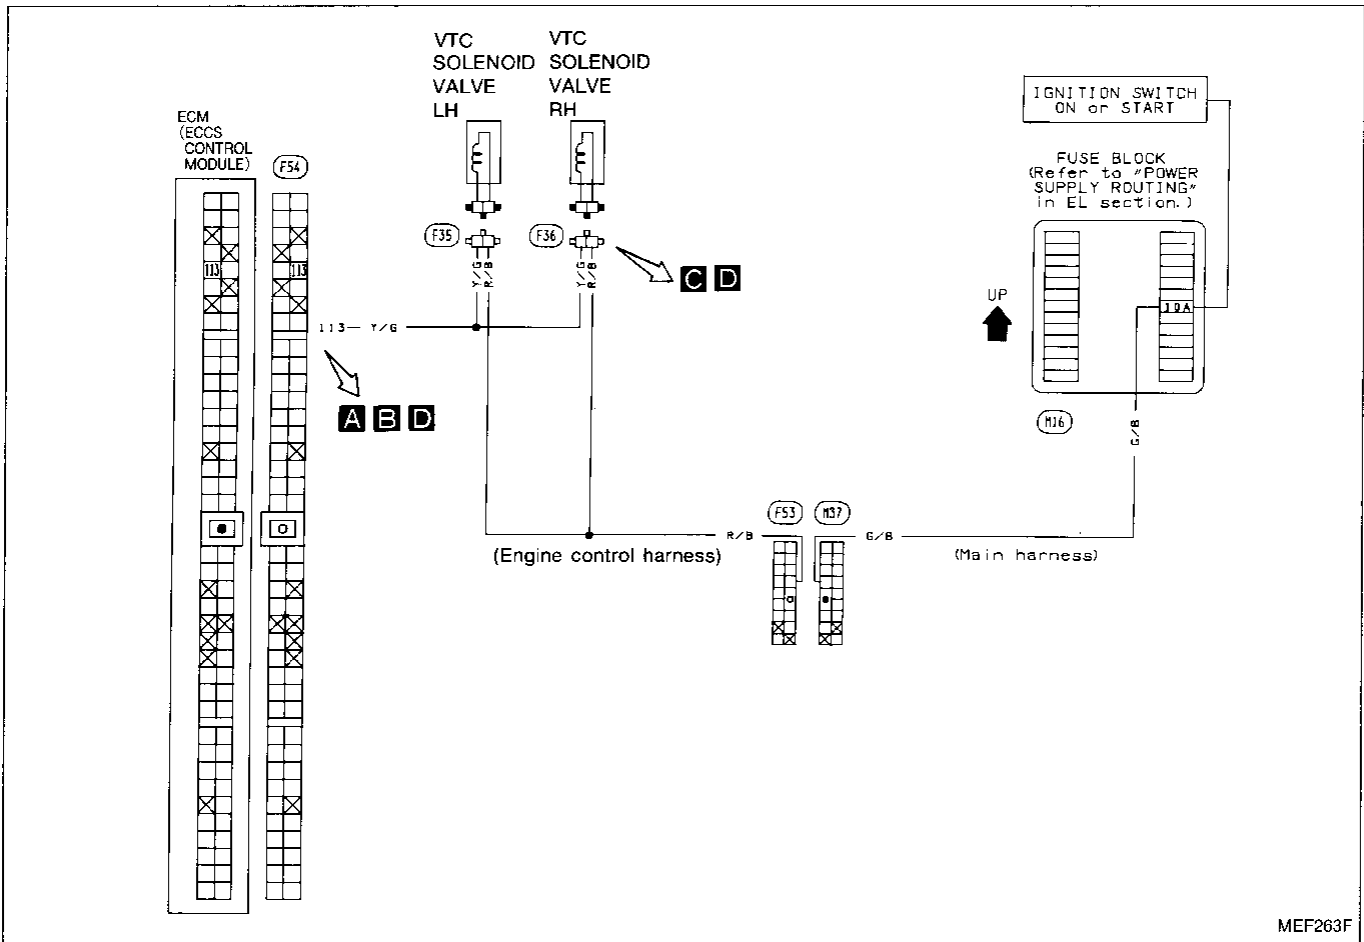 VTC
SOLENOID
VALVE
LH
VTC
SOLENOID
VALVE
RH
IGNITION SWITCH
ON or START
ECM
(ECCS
CONTROL
MODULE)
F54
FUSE BLOCK
(Refer to "POWER
SUPPLY ROUTING"
in EL section.)
F35
F36
Y/G
R/B
Y/G
R/B
C D
113
113
UP
10A
113 Y/G
A B D
M16
G/B
F53
M37
R/B
G/B
(Engine control harness)
(Main harness)
MEF263F